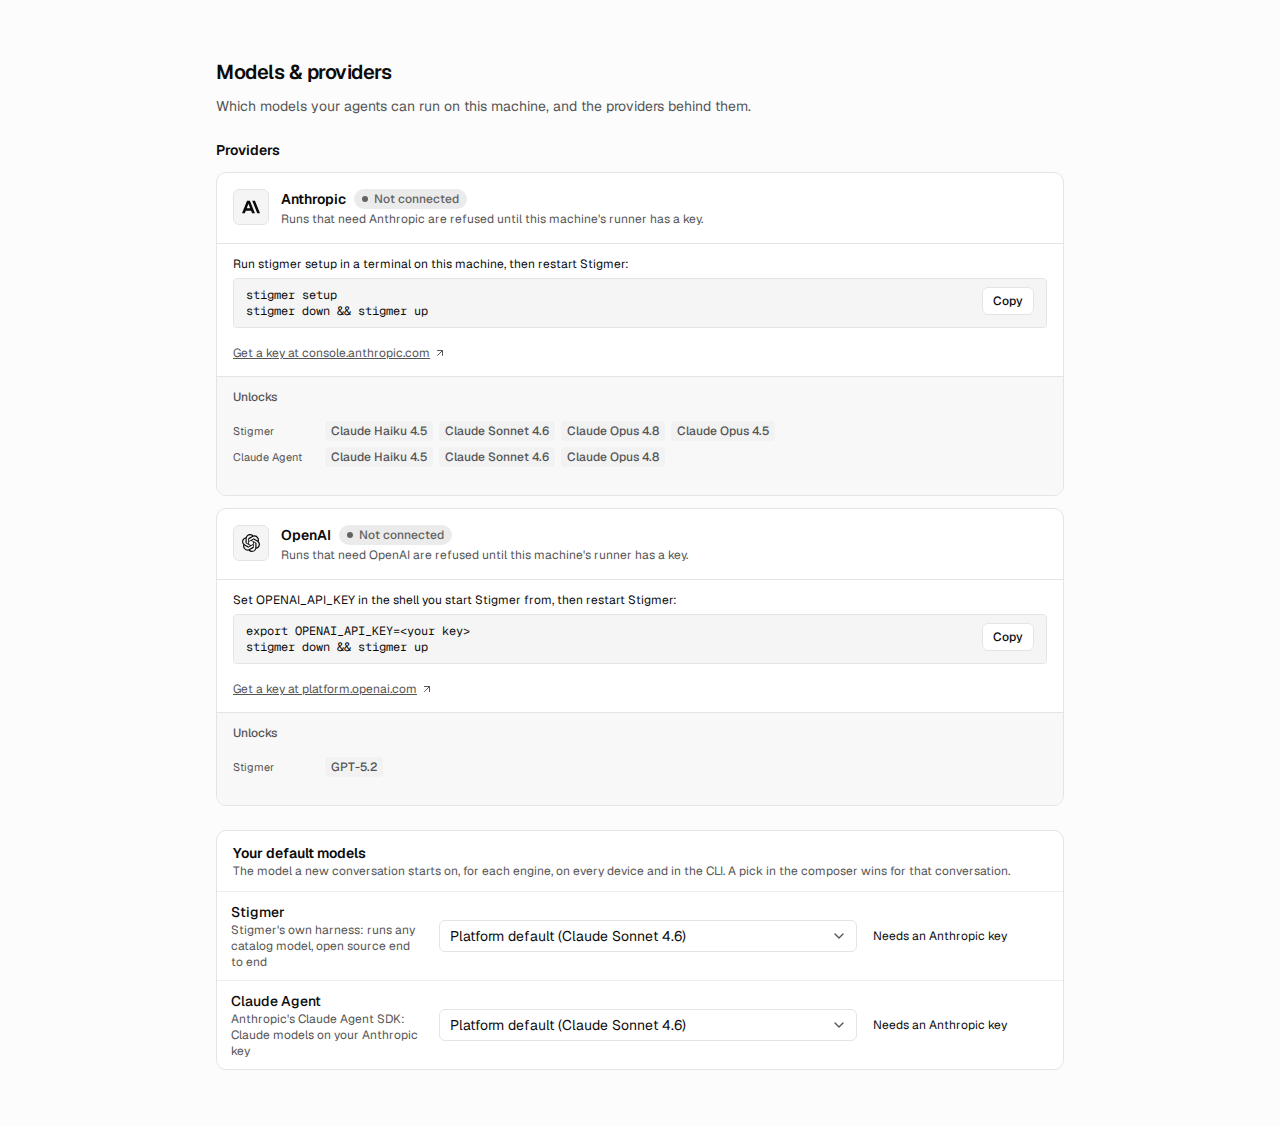 Models & providers
Which models your agents can run on this machine, and the providers behind them.
Providers
Anthropic
Not connected
Runs that need Anthropic are refused until this machine's runner has a key.
Run stigmer setup in a terminal on this machine, then restart Stigmer:
stigmer setup
stigmer down && stigmer up
Copy
Get a key at console.anthropic.com
Unlocks
Stigmer Claude Haiku 4.5 Claude Sonnet 4.6 Claude Opus 4.8 Claude Opus 4.5
Claude Agent Claude Haiku 4.5 Claude Sonnet 4.6 Claude Opus 4.8
OpenAI
Not connected
Runs that need OpenAI are refused until this machine's runner has a key.
Set OPENAI_API_KEY in the shell you start Stigmer from, then restart Stigmer:
export OPENAI_API_KEY=<your key>
stigmer down && stigmer up
Copy
Get a key at platform.openai.com
Unlocks
Stigmer GPT-5.2
Your default models
The model a new conversation starts on, for each engine, on every device and in the CLI. A pick in the composer wins for that conversation.
Stigmer
Stigmer's own harness: runs any
catalog model, open source end
to end
Platform default (Claude Sonnet 4.6)
Needs an Anthropic key
Claude Agent
Anthropic's Claude Agent SDK:
Claude models on your Anthropic
key
Platform default (Claude Sonnet 4.6)
Needs an Anthropic key